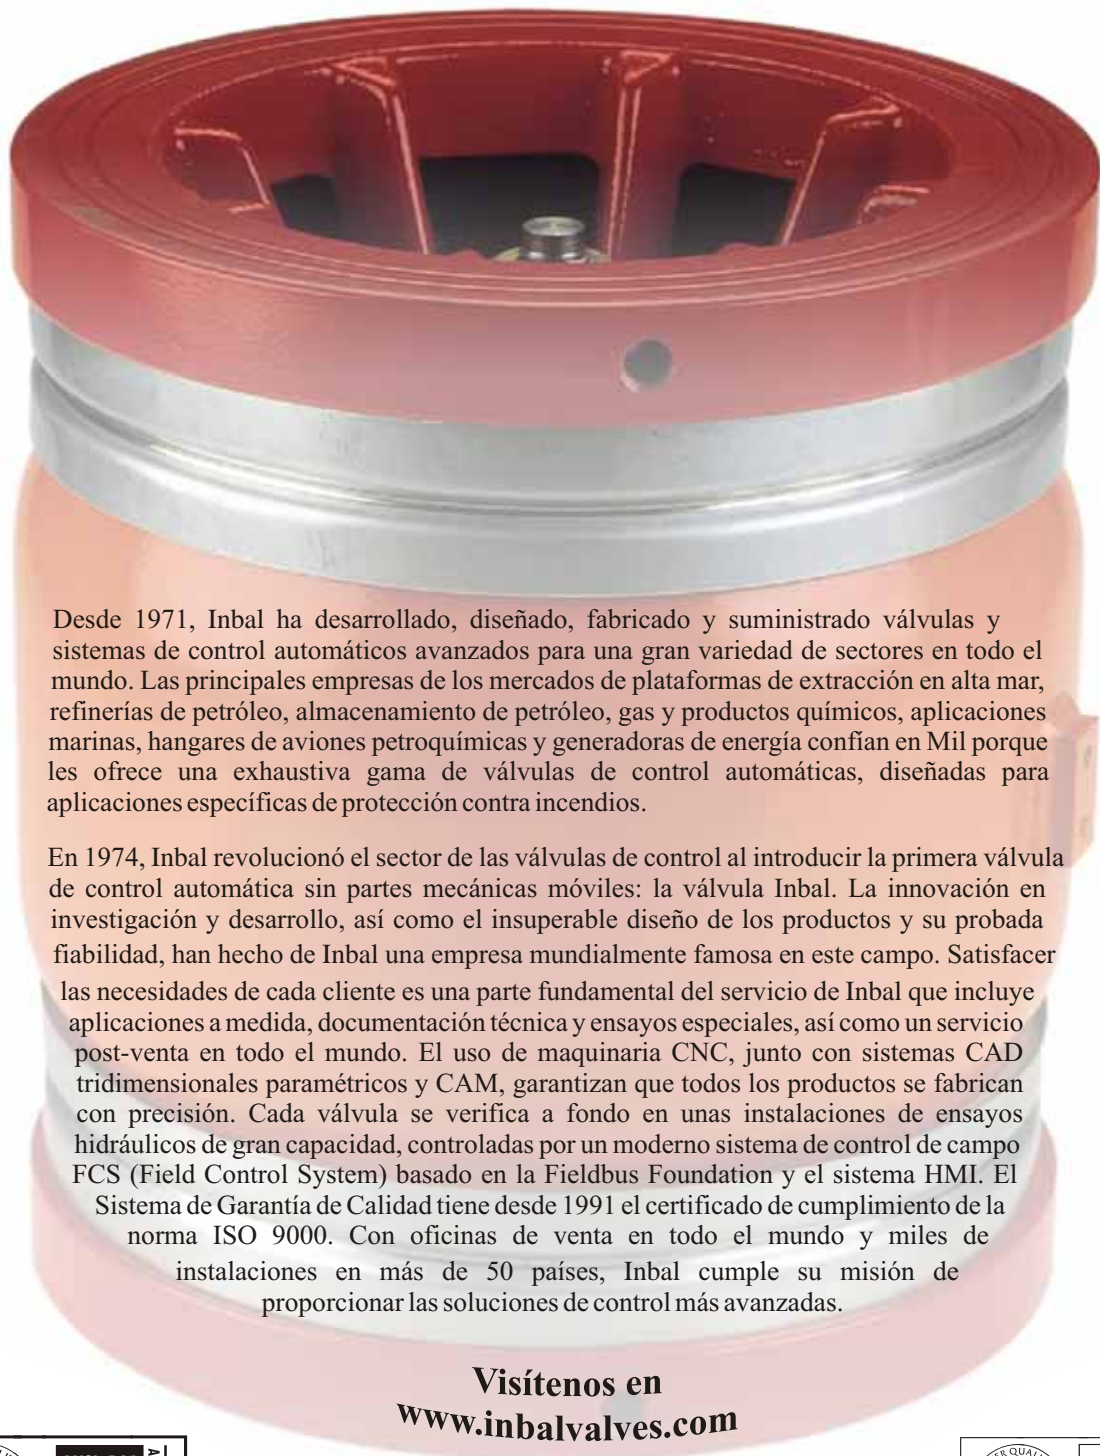 Desde 1971, Inbal ha desarrollado, diseñado, fabricado y suministrado válvulas y
sistemas de control automáticos avanzados para una gran variedad de sectores en todo el
mundo. Las principales empresas de los mercados de plataformas de extracción en alta mar,
refinerías de petróleo, almacenamiento de petróleo, gas y productos químicos, aplicaciones
marinas, hangares de aviones petroquímicas y generadoras de energía confían en Mil porque
les ofrece una exhaustiva gama de válvulas de control automáticas, diseñadas para
aplicaciones específicas de protección contra incendios.
En 1974, Inbal revolucionó el sector de las válvulas de control al introducir la primera válvula
de control automática sin partes mecánicas móviles: la válvula Inbal. La innovación en
investigación y desarrollo, así como el insuperable diseño de los productos y su probada
fiabilidad, han hecho de Inbal una empresa mundialmente famosa en este campo. Satisfacer
las necesidades de cada cliente es una parte fundamental del servicio de Inbal que incluye
aplicaciones a medida, documentación técnica y ensayos especiales, así como un servicio
post-venta en todo el mundo. El uso de maquinaria CNC, junto con sistemas CAD
tridimensionales paramétricos y CAM, garantizan que todos los productos se fabrican
con precisión. Cada válvula se verifica a fondo en unas instalaciones de ensayos
hidráulicos de gran capacidad, controladas por un moderno sistema de control de campo
FCS (Field Control System) basado en la Fieldbus Foundation y el sistema HMI. El
Sistema de Garantía de Calidad tiene desde 1991 el certificado de cumplimiento de la
norma ISO 9000. Con oficinas de venta en todo el mundo y miles de
instalaciones en más de 50 países, Inbal cumple su misión de
proporcionar las soluciones de control más avanzadas.
Visítenos en
www.inbalvalves.com